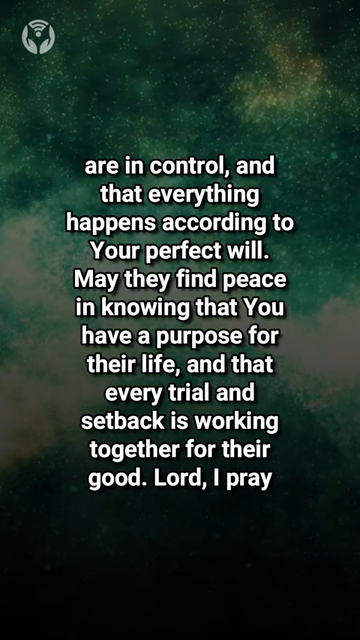 are in control, and
that everything
happens according to
Your perfect will.
May they find peace
in knowing that You
have a purpose for
their life, and that
every trial and
setback is working
together for their
good. Lord, I pray